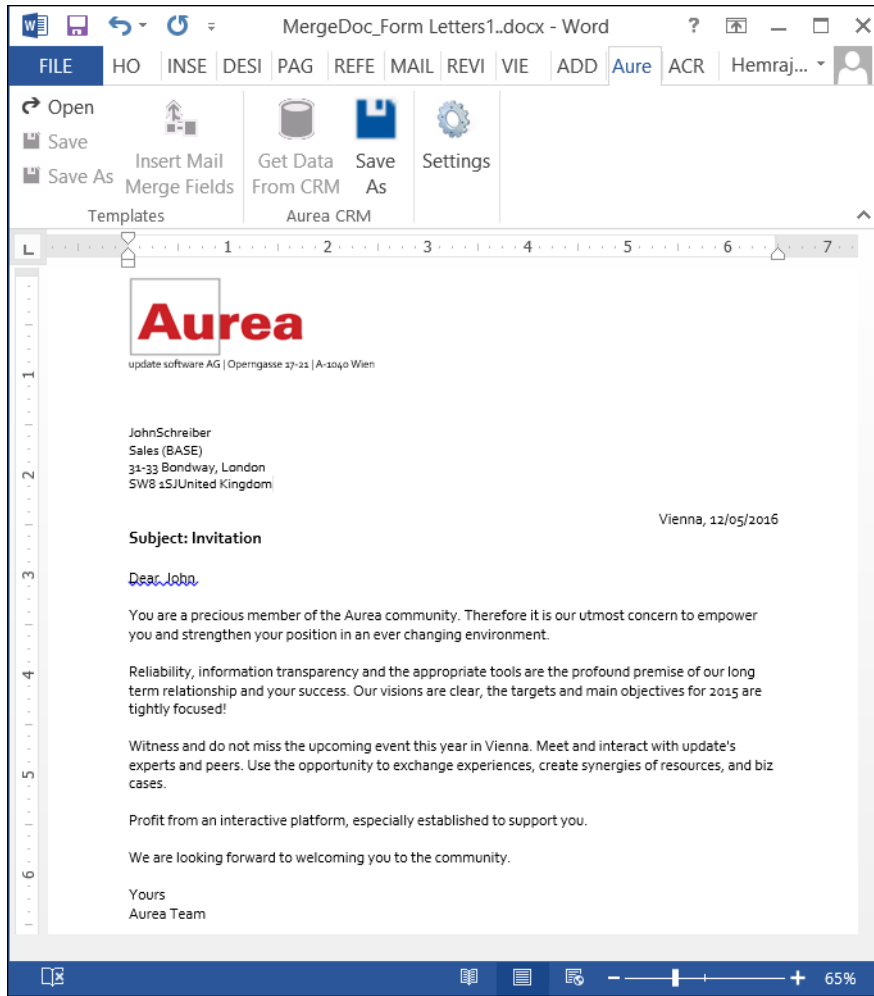 MergeDoc_Form Letters1..docx - Word ?
FILE HO INSE DESI PAG REFE MAIL REVI VIE ADD Aure ACR Hemraj...
Open
Save
Save As
Insert Mail
Merge Fields
Templates
Get Data
From CRM
Save
As
Aurea CRM
Settings
L 1 2 3 4 5 6 7
1
2
3
4
5
6
Aurea
update software AG | Operngasse 17-21 | A-1040 Wien
JohnSchreiber
Sales (BASE)
31-33 Bondway, London
SW8 1SJUnited Kingdom
Vienna, 12/05/2016
Subject: Invitation
Dear, John,
You are a precious member of the Aurea community. Therefore it is our utmost concern to empower
you and strengthen your position in an ever changing environment.
Reliability, information transparency and the appropriate tools are the profound premise of our long
term relationship and your success. Our visions are clear, the targets and main objectives for 2015 are
tightly focused!
Witness and do not miss the upcoming event this year in Vienna. Meet and interact with update's
experts and peers. Use the opportunity to exchange experiences, create synergies of resources, and biz
cases.
Profit from an interactive platform, especially established to support you.
We are looking forward to welcoming you to the community.
Yours
Aurea Team
65%